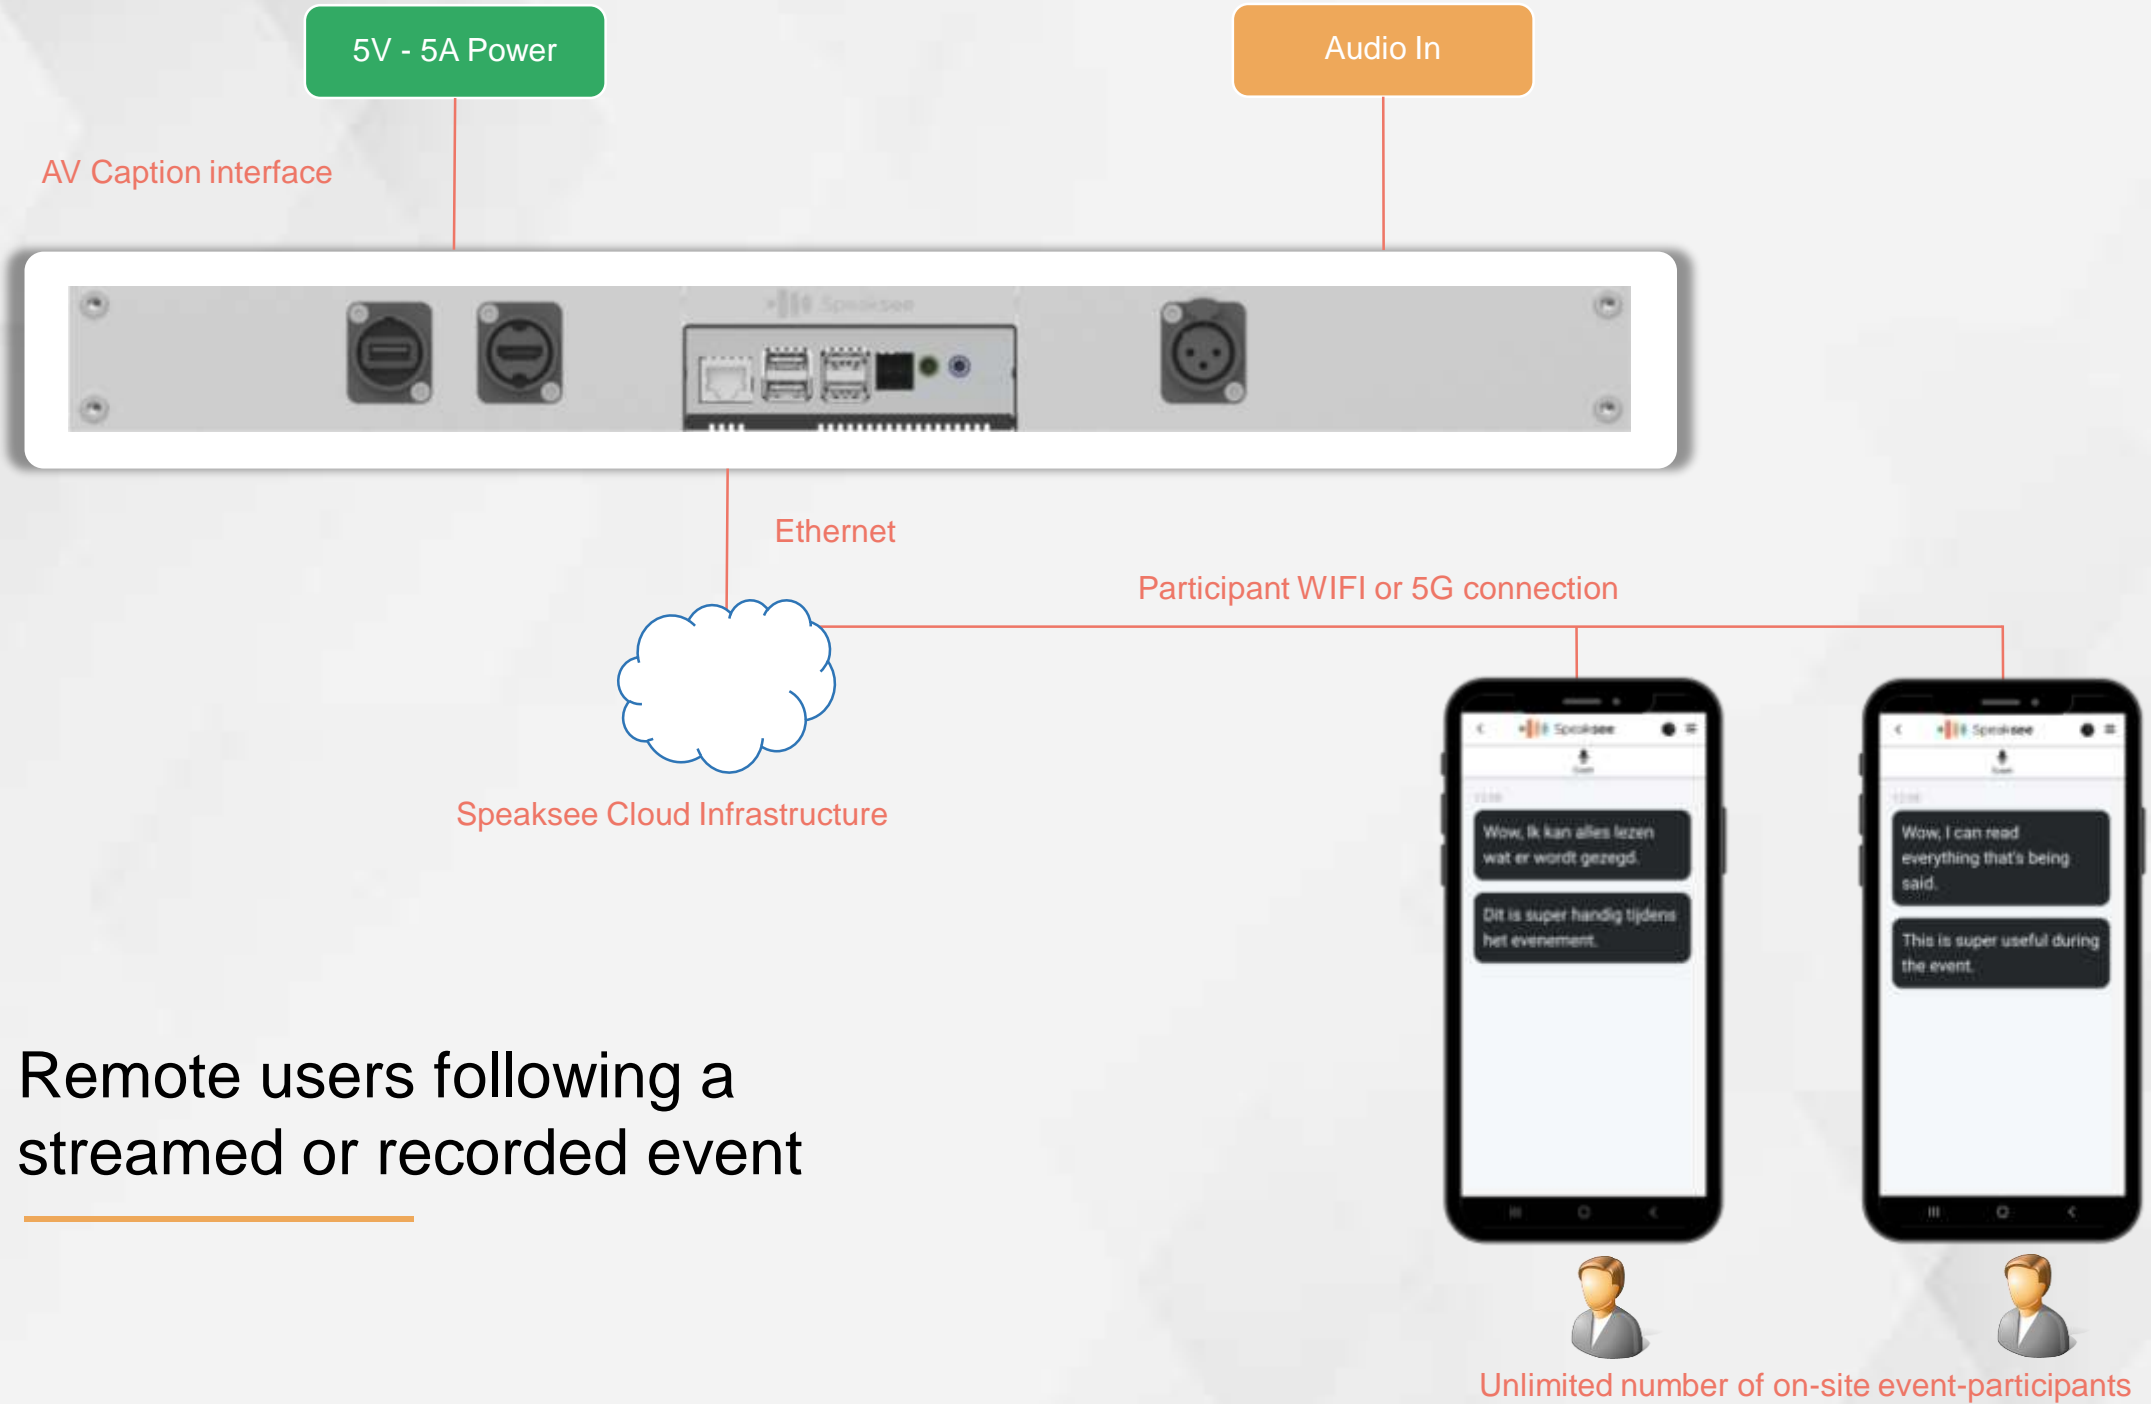 5V - 5A Power
Audio In
AV Caption interface
Speaksee
Ethernet
Participant WIFI or 5G connection
Speaksee Cloud Infrastructure
Speaksee
Wow, Ik kan alles lezen
wat er wordt gezegd.
Dit is super handig tijdens
het evenement.
Speaksee
Wow, I can read
everything that's being
said.
This is super useful during
the event.
Remote users following a
streamed or recorded event
Unlimited number of on-site event-participants